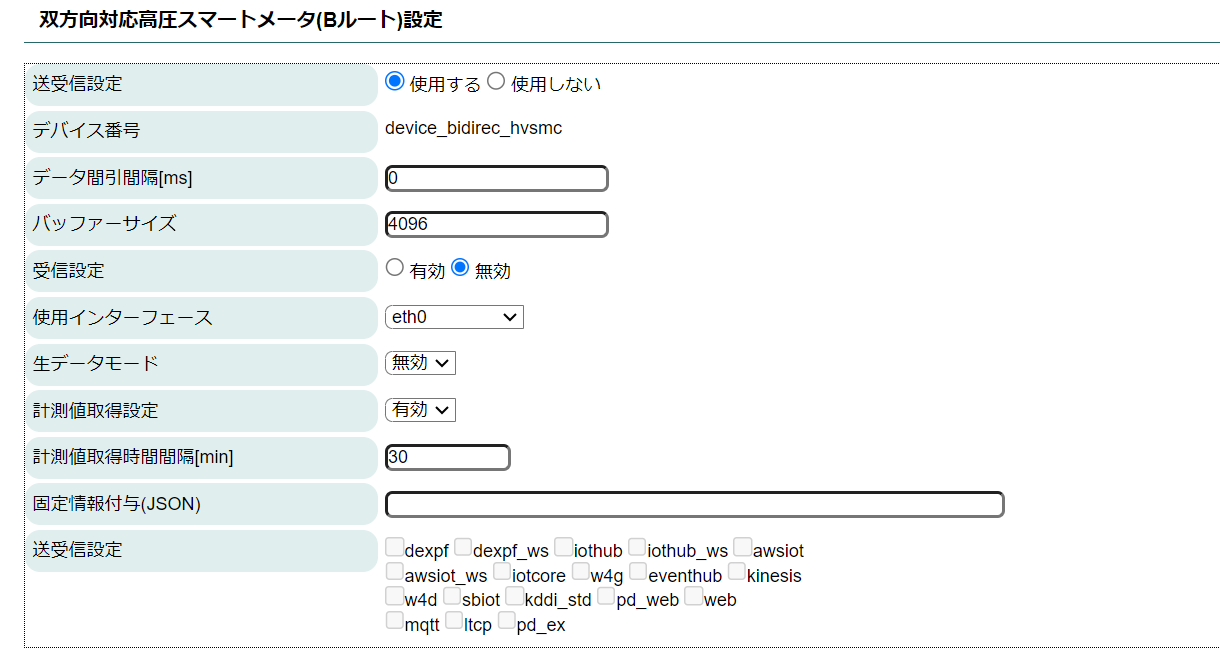 双方向対応高圧スマートメータ(Bルート)設定
送受信設定 使用する 使用しない
デバイス番号 device_bidirec_hvsmc
データ間引間隔[ms] 0
バッファーサイズ 4096
受信設定 有効 無効
使用インターフェース eth0
生データモード 無効
計測値取得設定 有効
計測値取得時間間隔[min] 30
固定情報付与(JSON)
送受信設定 dexpf dexpf_ws iothub iothub_ws awsiot
awsiot_ws iotcore w4g eventhub kinesis
w4d sbiot kddi_std pd_web web
mqtt ltcp pd_ex